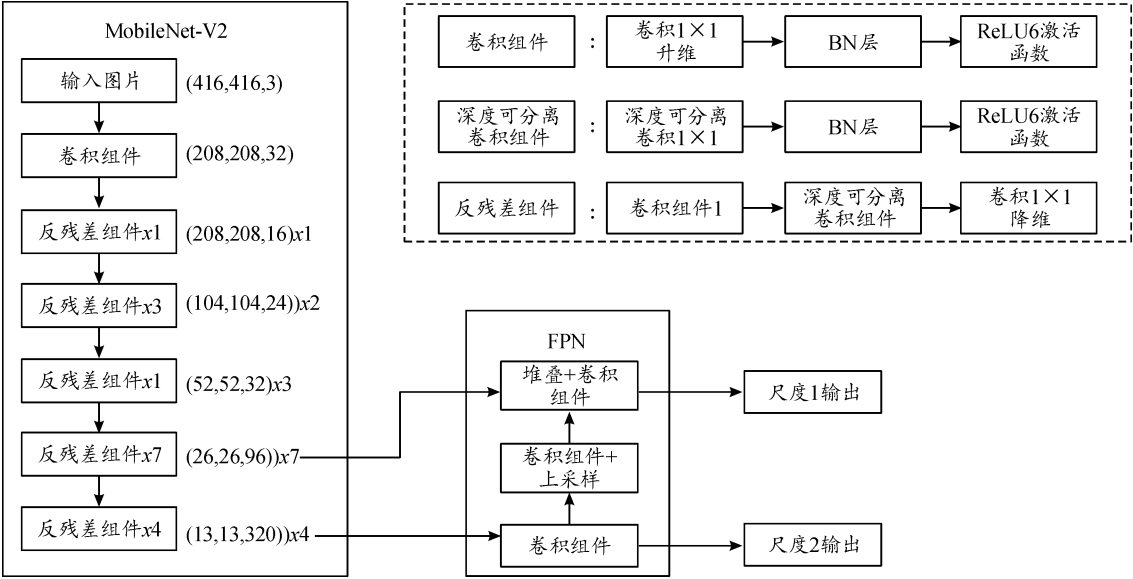 MobileNet-V2
输入图片
(416,416,3)
卷积组件
(208,208,32)
反残差组件x1
(208,208,16)x1
反残差组件x3
(104,104,24))x2
反残差组件x1
(52,52,32)x3
反残差组件x7
(26,26,96))x7
反残差组件x4
(13,13,320))x4
卷积组件
:
卷积1×1
升维
BN层
ReLU6激活
函数
深度可分离
卷积组件
:
深度可分离
卷积1×1
BN层
ReLU6激活
函数
反残差组件
:
卷积组件1
深度可分离
卷积组件
卷积1×1
降维
FPN
堆叠+卷积
组件
卷积组件+
上采样
卷积组件
尺度1输出
尺度2输出